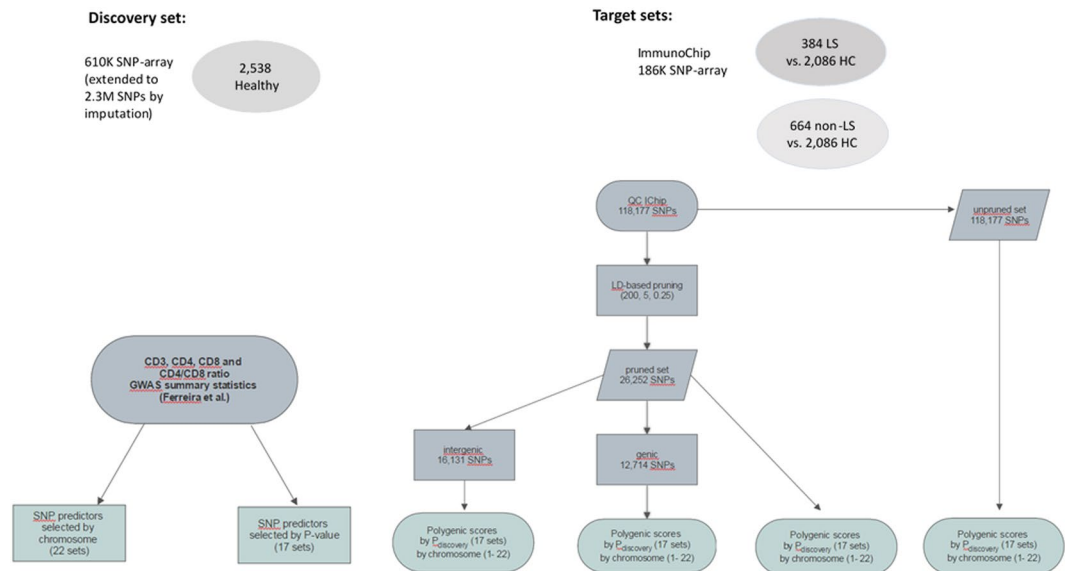 Discovery set:
610K SNP-array
(extended to
2.3M SNPs by
imputation)
2,538
Healthy
Target sets:
ImmunoChip
186K SNP-array
384 LS
vs. 2,086 HC
664 non-LS
vs. 2,086 HC
QC IChip
118,177 SNPs
unpruned set
118,177 SNPs
LD-based pruning
(200, 5, 0.25)
pruned set
26,252 SNPs
CD3, CD4, CD8 and
CD4/CD8 ratio
GWAS summary statistics
(Ferreira et al.)
intergenic
16,131 SNPs
genic
12,714 SNPs
SNP predictors
selected by
chromosome
(22 sets)
SNP predictors
selected by P-value
(17 sets)
Polygenic scores
by Pdiscovery (17 sets)
by chromosome (1- 22)
Polygenic scores
by Pdiscovery (17 sets)
by chromosome (1- 22)
Polygenic scores
by Pdiscovery (17 sets)
by chromosome (1- 22)
Polygenic scores
by Pdiscovery (17 sets)
by chromosome (1- 22)